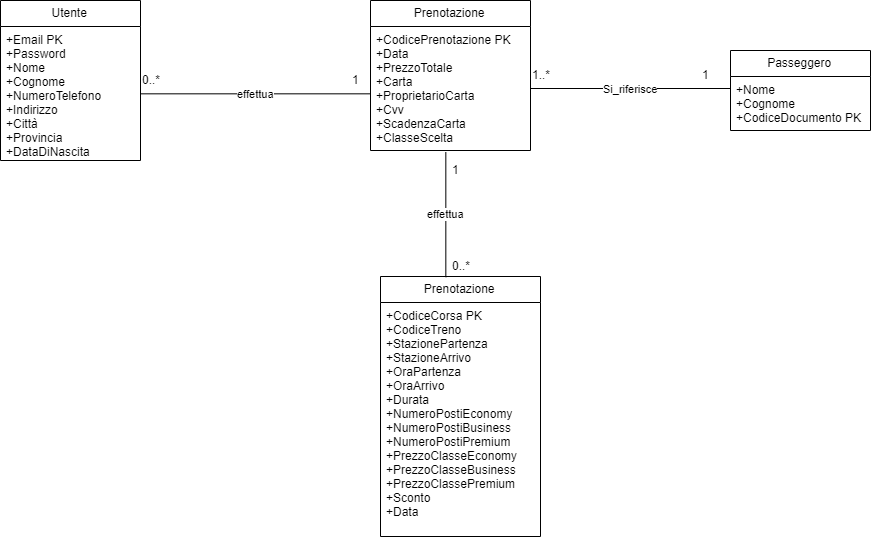 Utente
+Email PK
+Password
+Nome
+Cognome
+NumeroTelefono
+Indirizzo
+Città
+Provincia
+DataDiNascita
0..*
effettua
1
Prenotazione
+CodicePrenotazione PK
+Data
+PrezzoTotale
+Carta
+ProprietarioCarta
+Cvv
+ScadenzaCarta
+ClasseScelta
1..*
Si_riferisce
1
Passeggero
+Nome
+Cognome
+CodiceDocumento PK
1
effettua
0..*
Prenotazione
+CodiceCorsa PK
+CodiceTreno
+StazionePartenza
+StazioneArrivo
+OraPartenza
+OraArrivo
+Durata
+NumeroPostiEconomy
+NumeroPostiBusiness
+NumeroPostiPremium
+PrezzoClasseEconomy
+PrezzoClasseBusiness
+PrezzoClassePremium
+Sconto
+Data